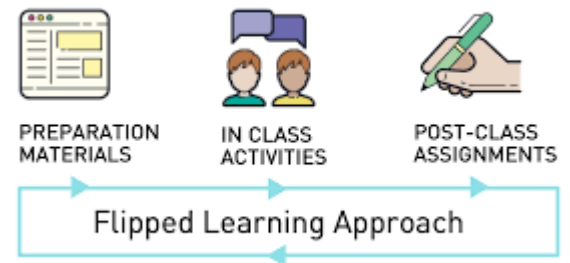 PREPARATION
MATERIALS
IN CLASS
ACTIVITIES
POST-CLASS
ASSIGNMENTS
Flipped Learning Approach